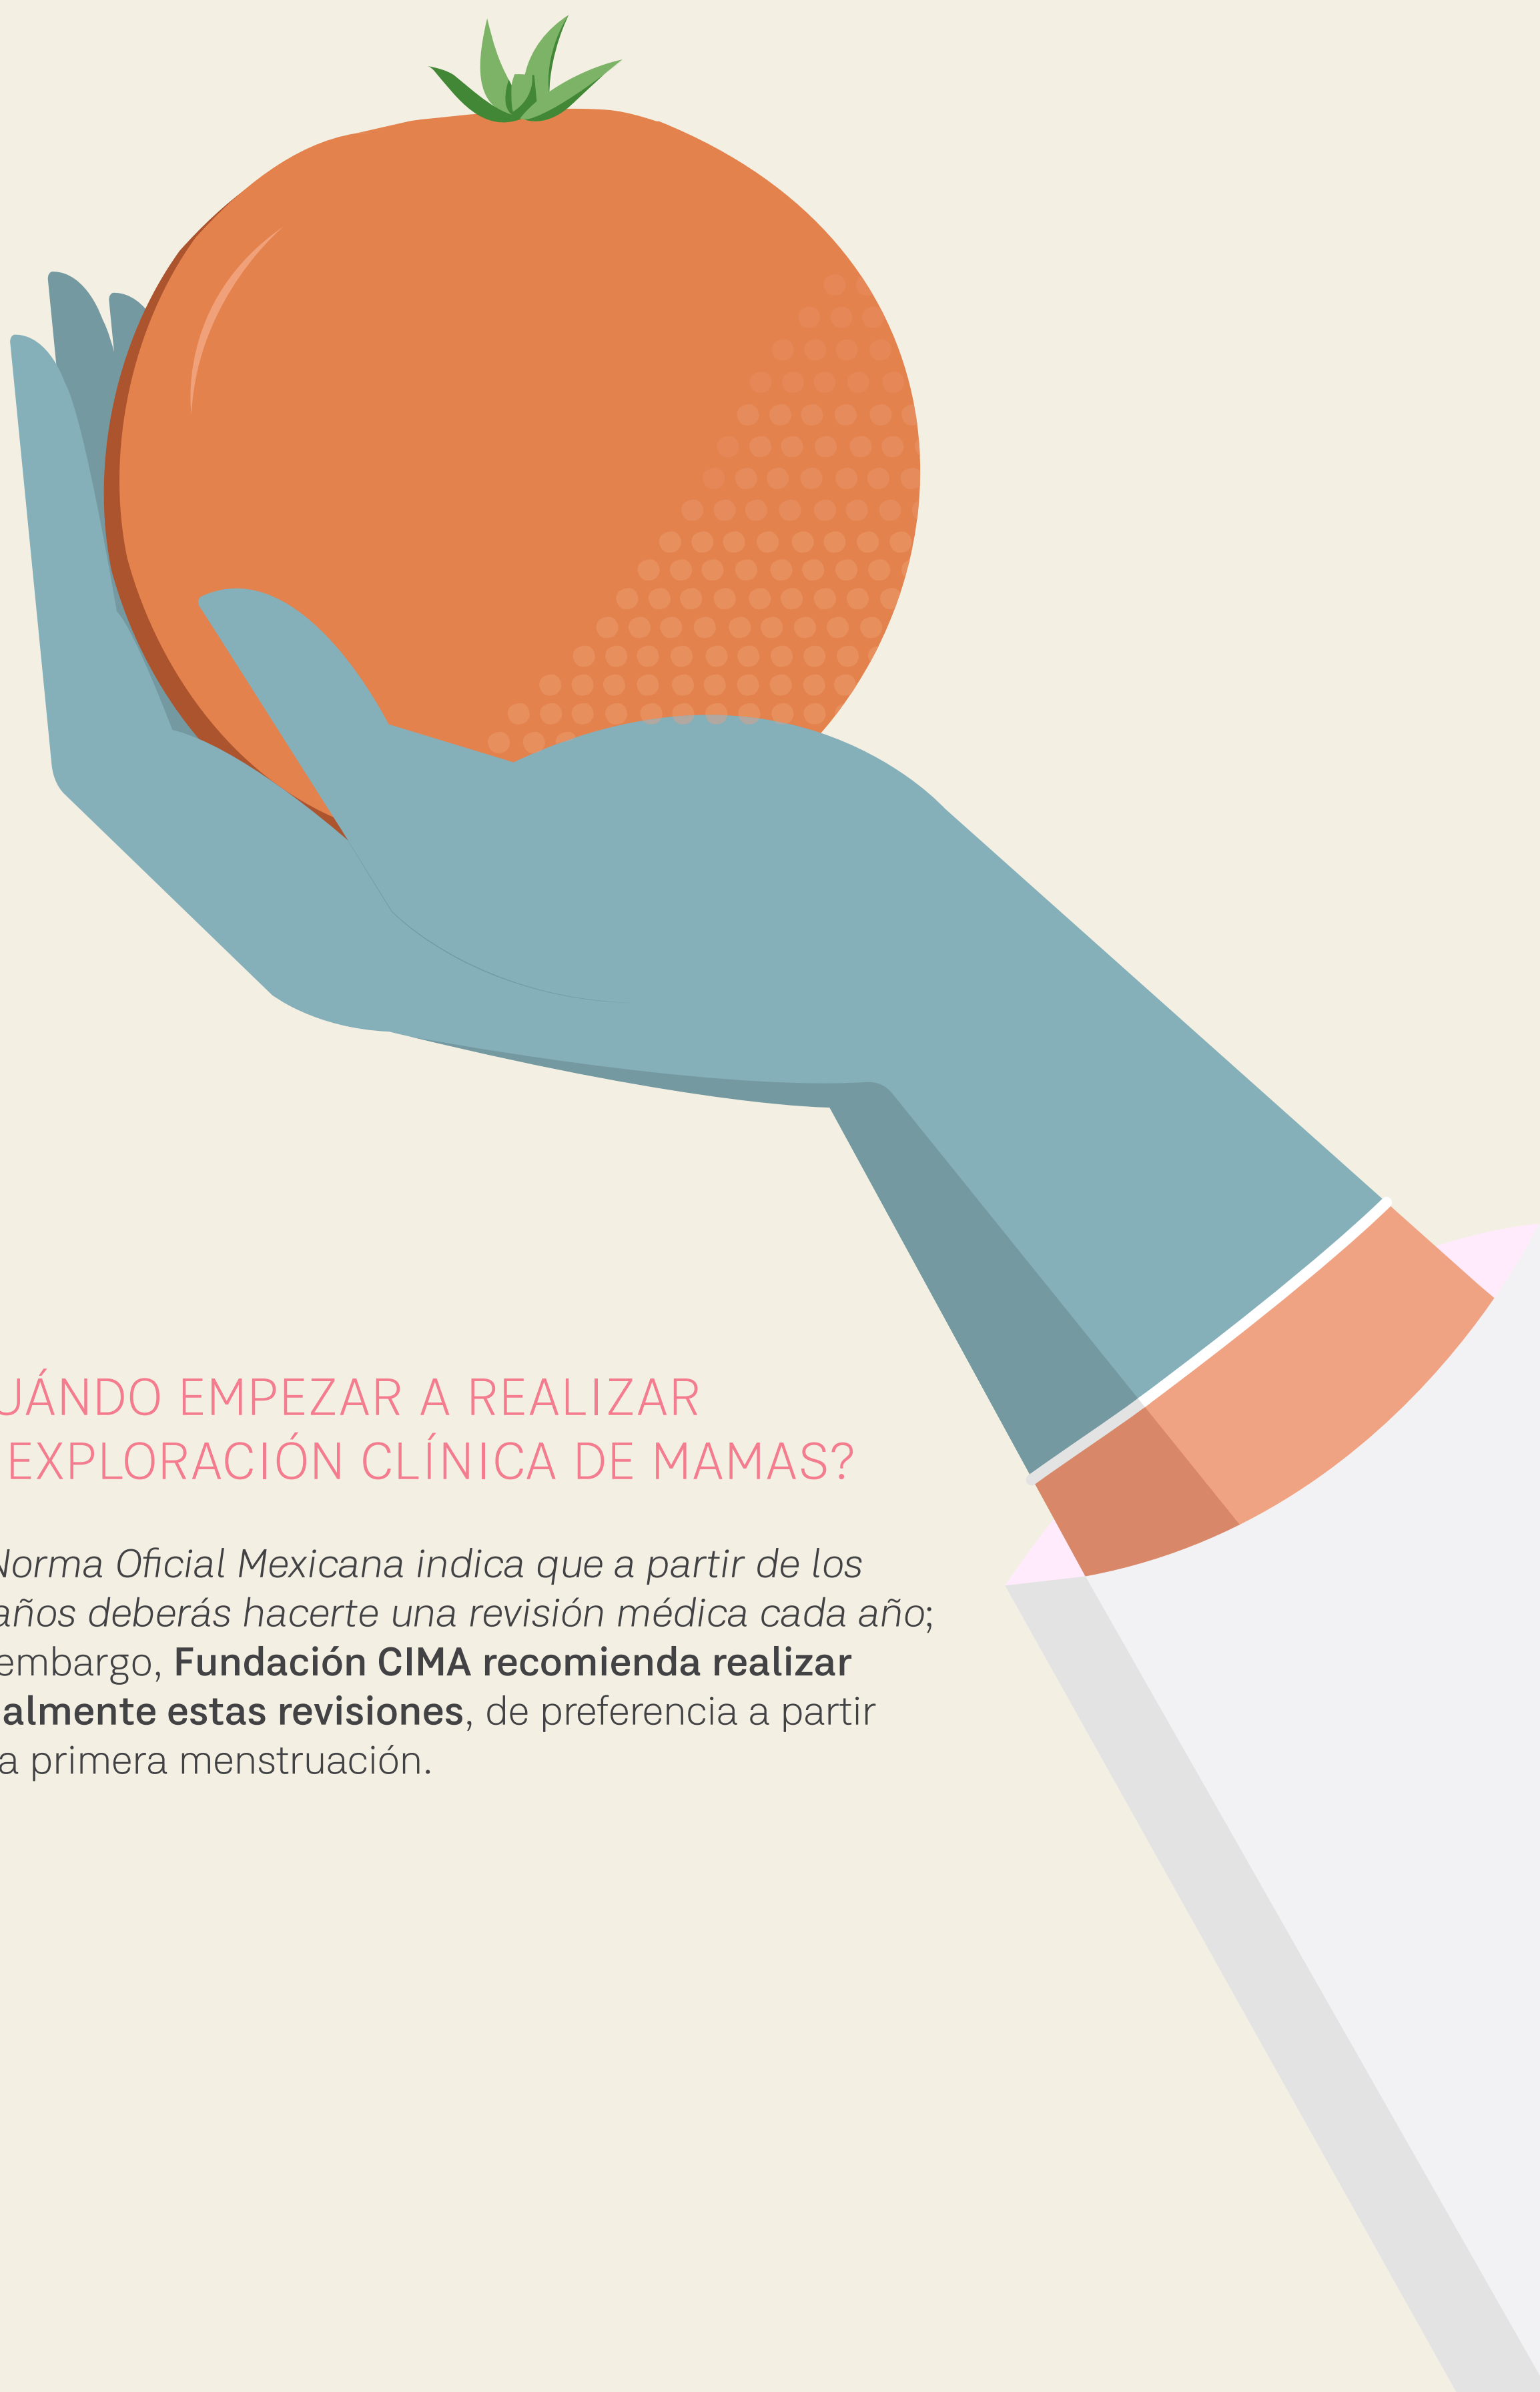 UÁNDO EMPEZAR A REALIZAR
EXPLORACIÓN CLÍNICA DE MAMAS?
Norma Oficial Mexicana indica que a partir de los
años deberás hacerte una revisión médica cada año;
embargo, Fundación CIMA recomienda realizar
almente estas revisiones, de preferencia a partir
a primera menstruación.